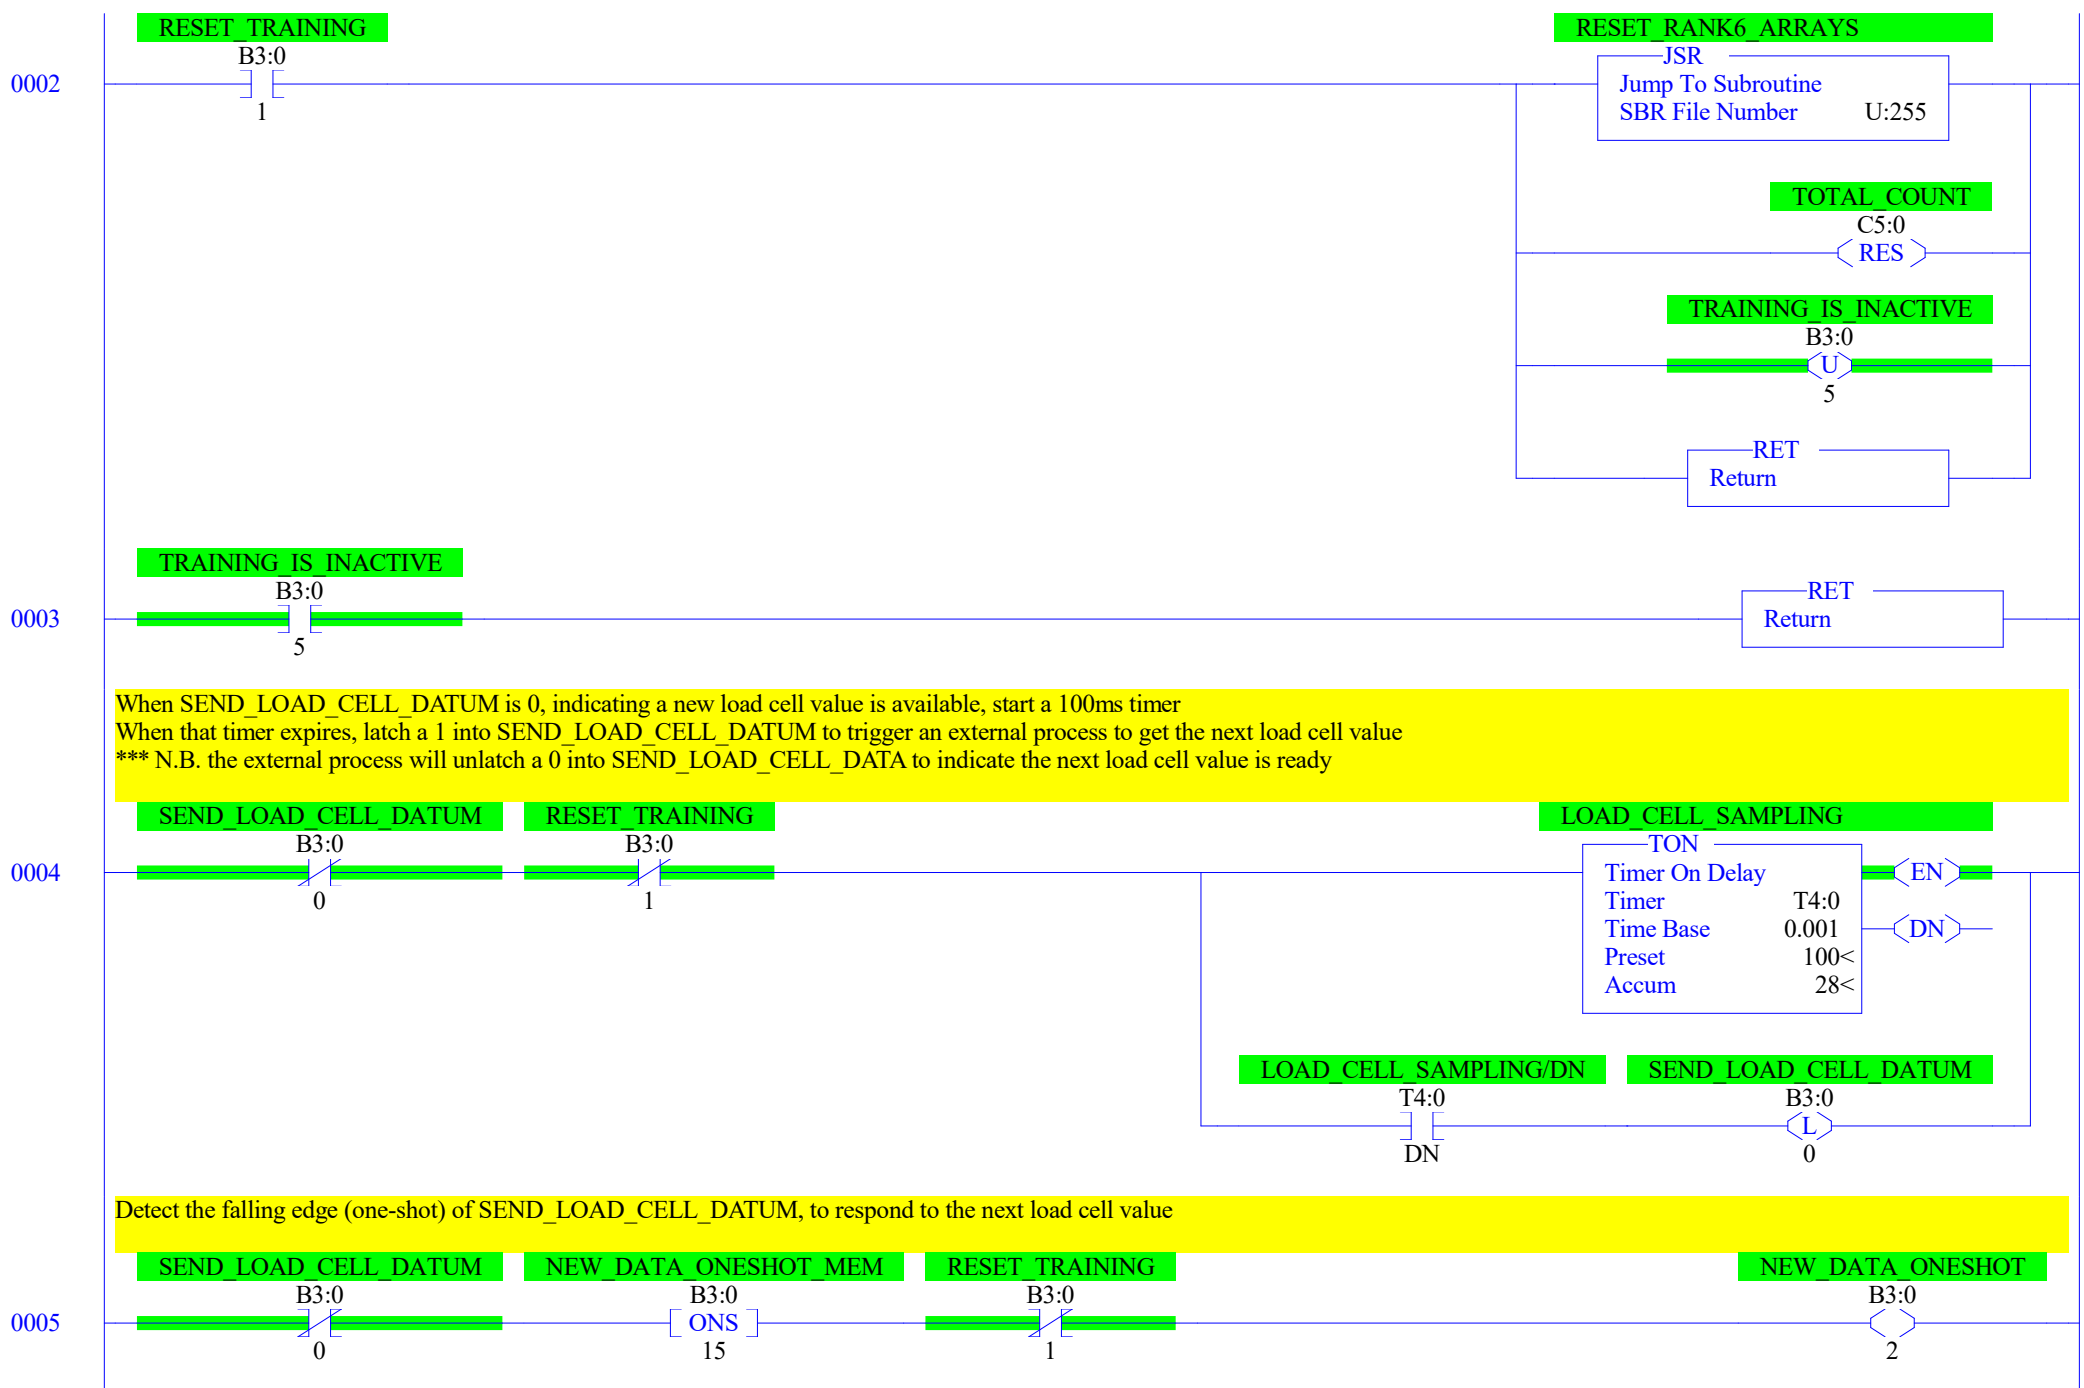 RESET_TRAINING RESET_RANK6_ARRAYS
B3:0 JSR
0002 Jump To Subroutine
1 SBR File Number U:255
TOTAL_COUNT
C5:0
RES
TRAINING_IS_INACTIVE
B3:0
U
5
RET
Return
TRAINING_IS_INACTIVE
B3:0 RET
0003 Return
5
When SEND_LOAD_CELL_DATUM is 0, indicating a new load cell value is available, start a 100ms timer
When that timer expires, latch a 1 into SEND_LOAD_CELL_DATUM to trigger an external process to get the next load cell value
*** N.B. the external process will unlatch a 0 into SEND_LOAD_CELL_DATA to indicate the next load cell value is ready
SEND_LOAD_CELL_DATUM RESET_TRAINING LOAD_CELL_SAMPLING
B3:0 B3:0 TON
0004 Timer On Delay EN
0 1 Timer T4:0
Time Base 0.001 DN
Preset 100<
Accum 28<
LOAD_CELL_SAMPLING/DN SEND_LOAD_CELL_DATUM
T4:0 B3:0
L
DN 0
Detect the falling edge (one-shot) of SEND_LOAD_CELL_DATUM, to respond to the next load cell value
SEND_LOAD_CELL_DATUM NEW_DATA_ONESHOT_MEM RESET_TRAINING NEW_DATA_ONESHOT
B3:0 B3:0 B3:0 B3:0
0005 ONS
0 15 1 2